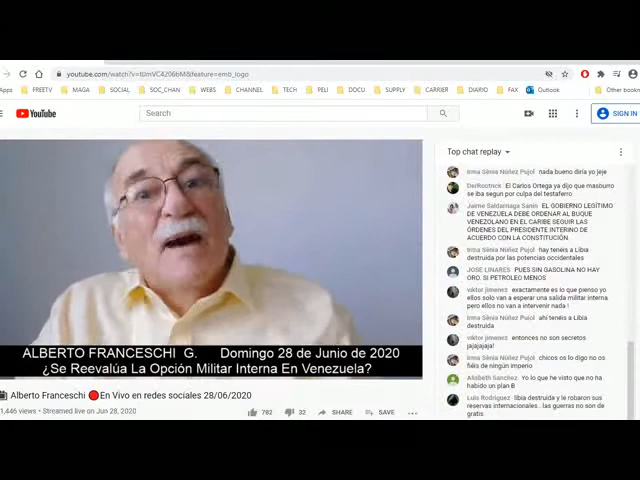 youtube.com/watch?v=tUmVC4206bM&feature=emb_logo
Apps FREETV MAGA SOCIAL SOC_CHAN WEBS CHANNEL TECH PELI DOCU SUPPLY CARRIER DIARIO FAX Outlook
YouTube
Search
SIGN IN
Top chat replay
Irma Sénia Núñez Pujol nada bueno diría yo jeje
El Carlos Ortega ya dijo que masburro
se iba segun por culpa del
testaferro
Jaime Saldarriaga Sanin EL GOBIERNO LEGÍTIMO
DE VENEZUELA DEBE ORDENAR AL BUQUE
VENEZOLANO EN EL CARIBE SEGUIR LAS
ÓRDENES DEL PRESIDENTE INTERINO DE
ACUERDO CON LA CONSTITUCIÓN
Irma Sénia Núñez Pujol hay tenéis a Libia
destruida por las potencias occidentales
JOSE LINARES PUES SIN GASOLINA NO HAY
ORO. SI PETROLEO MENOS
viktor jimenez exactamente es lo que pienso yo
ellos solo van a esperar una salida militar interna
pero ellos no van a intervenir nada !
Irma Sénia Núñez Pujol ahí tenéis a Libia
destruida
viktor jimenez entonces no son secretos
jajajajaja!
Irma Sénia Núñez Pujol chicos os lo digo no os
fiéis de ningún imperio
Alisbeth Sanchez Yo lo que he visto que no ha
habido un plan B
Luis Rodriguez libia destruida y le robaron sus
reservas internacionales . las guerras no son de
gratis
ALBERTO FRANCESCHI G. Domingo 28 de Junio de 2020
¿Se Reevalúa La Opción Militar Interna En Venezuela?
Alberto Franceschi 🔴En Vivo en redes sociales 28/06/2020
1,446 views • Streamed live on Jun 28, 2020
782 32 SHARE SAVE